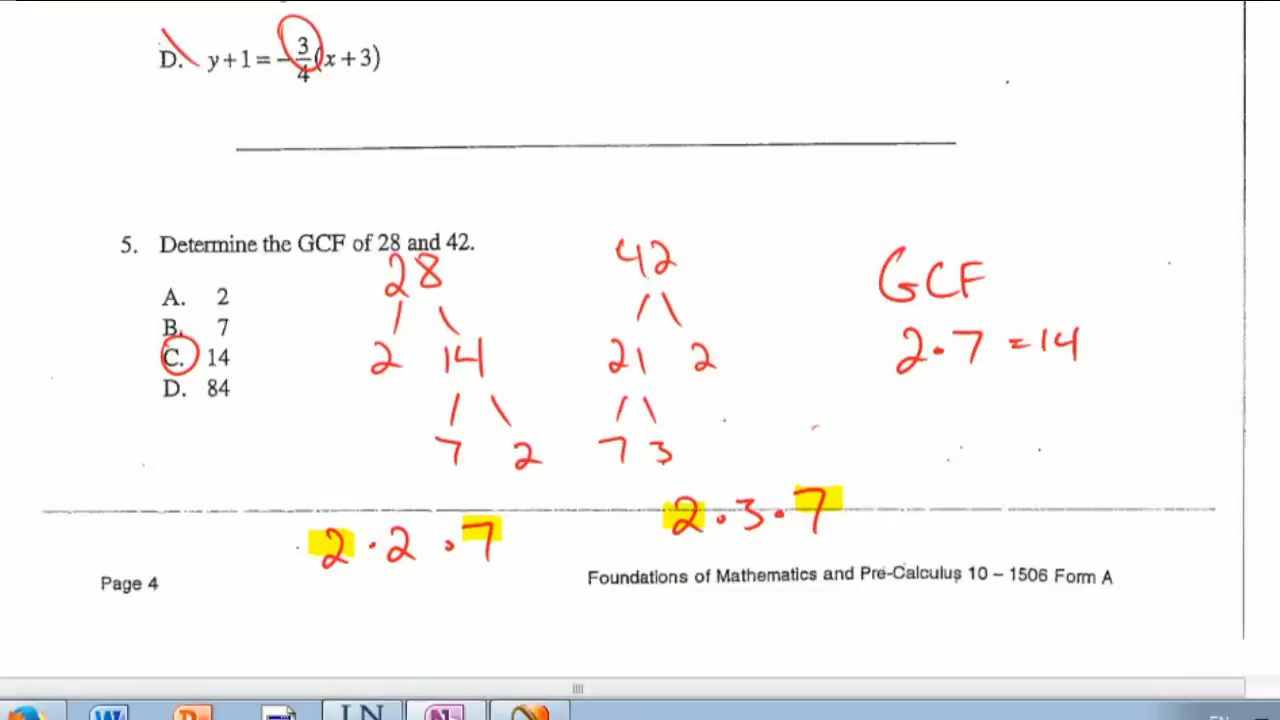 D. y + 1 = -3/4(x + 3)
5. Determine the GCF of 28 and 42.
A. 2
B. 7
C. 14
D. 84
28
2 14
7 2
2 · 2 · 7
42
21 2
7 3
2 · 3 · 7
GCF
2 · 7 = 14
Page 4
Foundations of Mathematics and Pre-Calculus 10 – 1506 Form A
EN